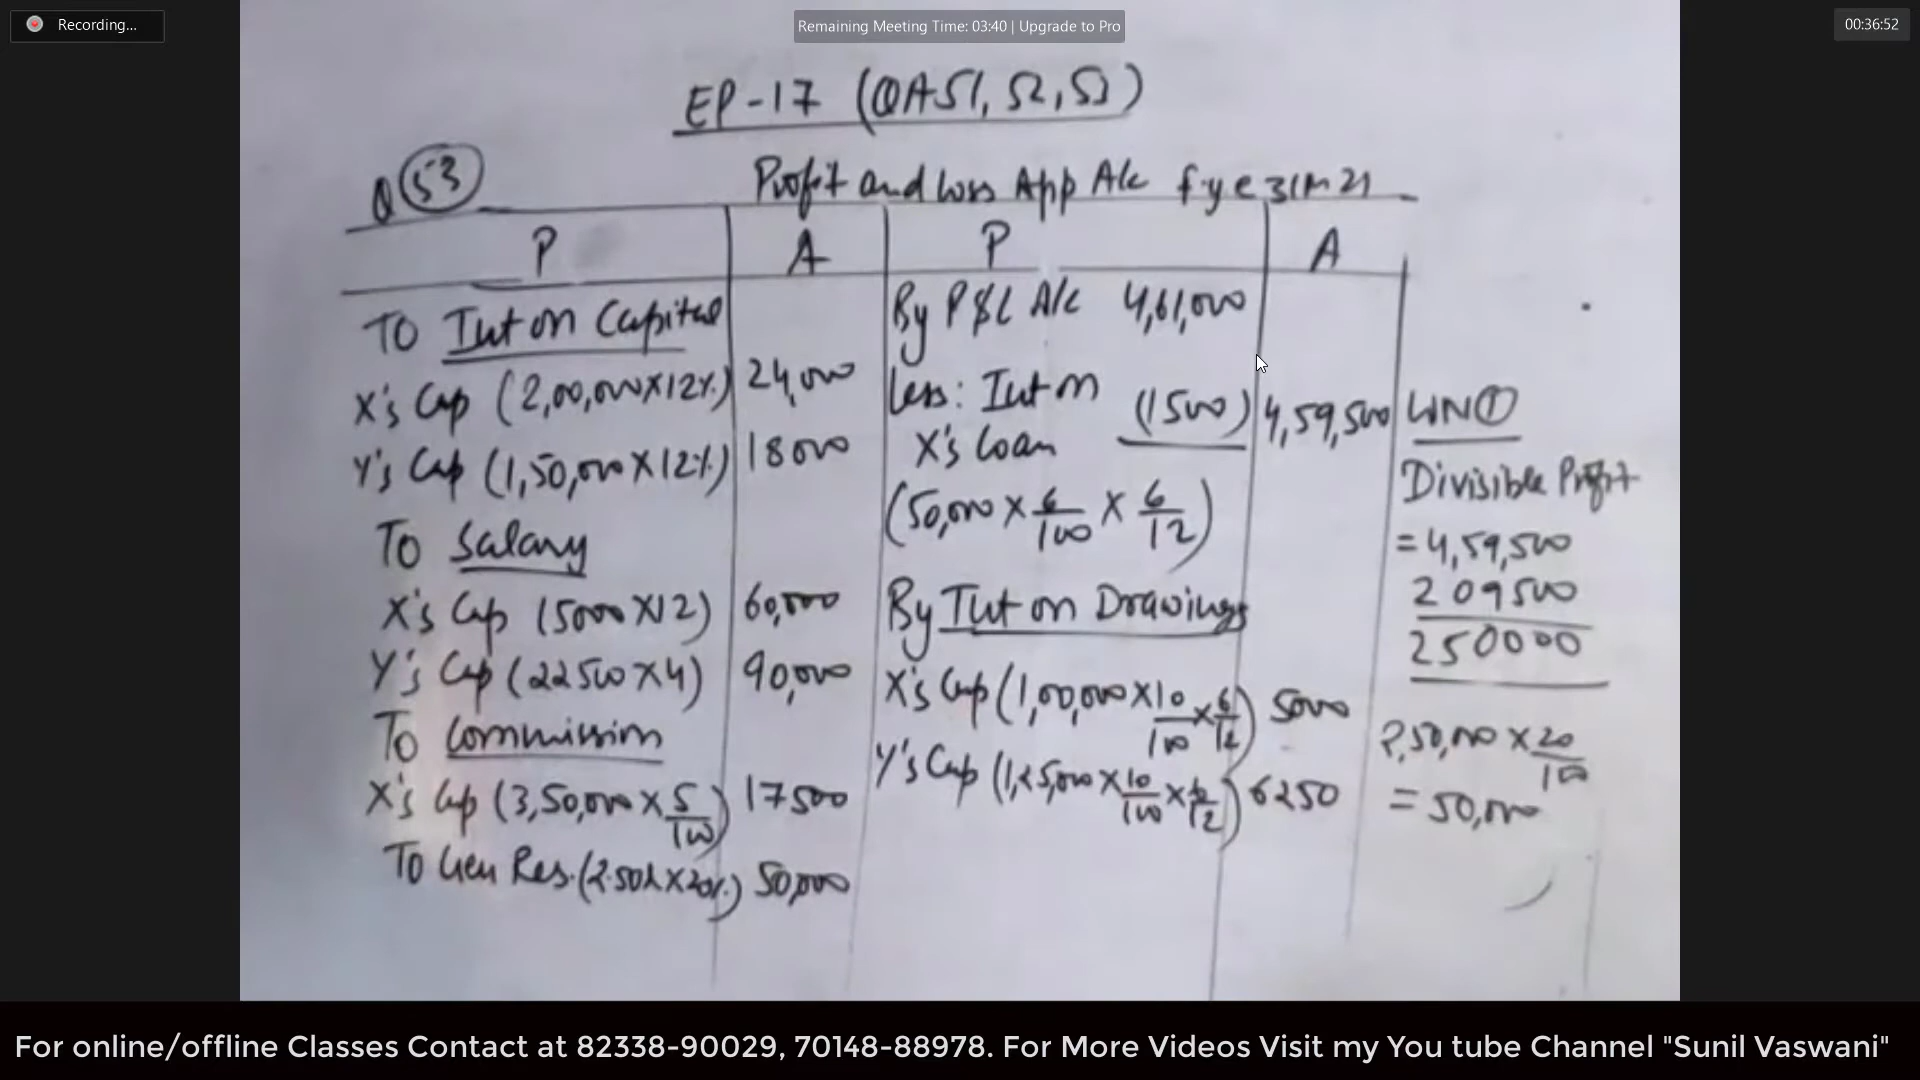 Recording...
Remaining Meeting Time: 03:40 | Upgrade to Pro
00:36:52
EP-17 (QA51, 52, 53)
Q 53
Profit and Loss App A/c f.y.e 31M21
P A P A
To Int on Capital
X's Cap (2,00,000 X 12%) 24,000
Y's Cap (1,50,000 X 12%) 18000
To Salary
X's Cap (5000 X 12) 60,000
Y's Cap (22500 X 4) 90,000
To Commission
X's Cap (3,50,000 X 5/100) 17500
To Gen Res. (2.50L X 20%) 50,000
By P&L A/c 4,61,000
Less: Int on (1500) 4,59,500
X's Loan
(50,000 X 6/100 X 6/12)
By Int on Drawings
X's Cap (1,00,000 X 10/100 X 6/12) 5000
Y's Cap (1,25,000 X 10/100 X 6/12) 6250
WN 1
Divisible Profit
= 4,59,500
209500
250000
2,50,000 X 20/100
= 50,000
For online/offline Classes Contact at 82338-90029, 70148-88978. For More Videos Visit my You tube Channel "Sunil Vaswani"